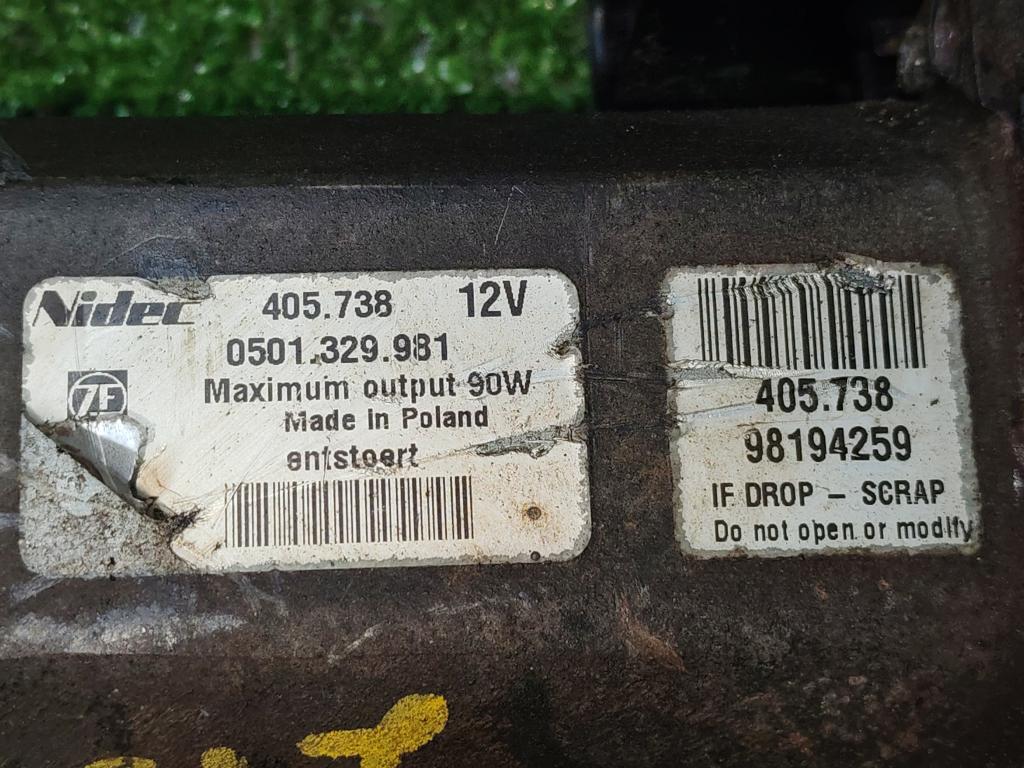 Nidec 405.738 12V
0501.329.981
ZF
Maximum output 90W
Made in Poland
entstoert
405.738
98194259
IF DROP - SCRAP
Do not open or modify